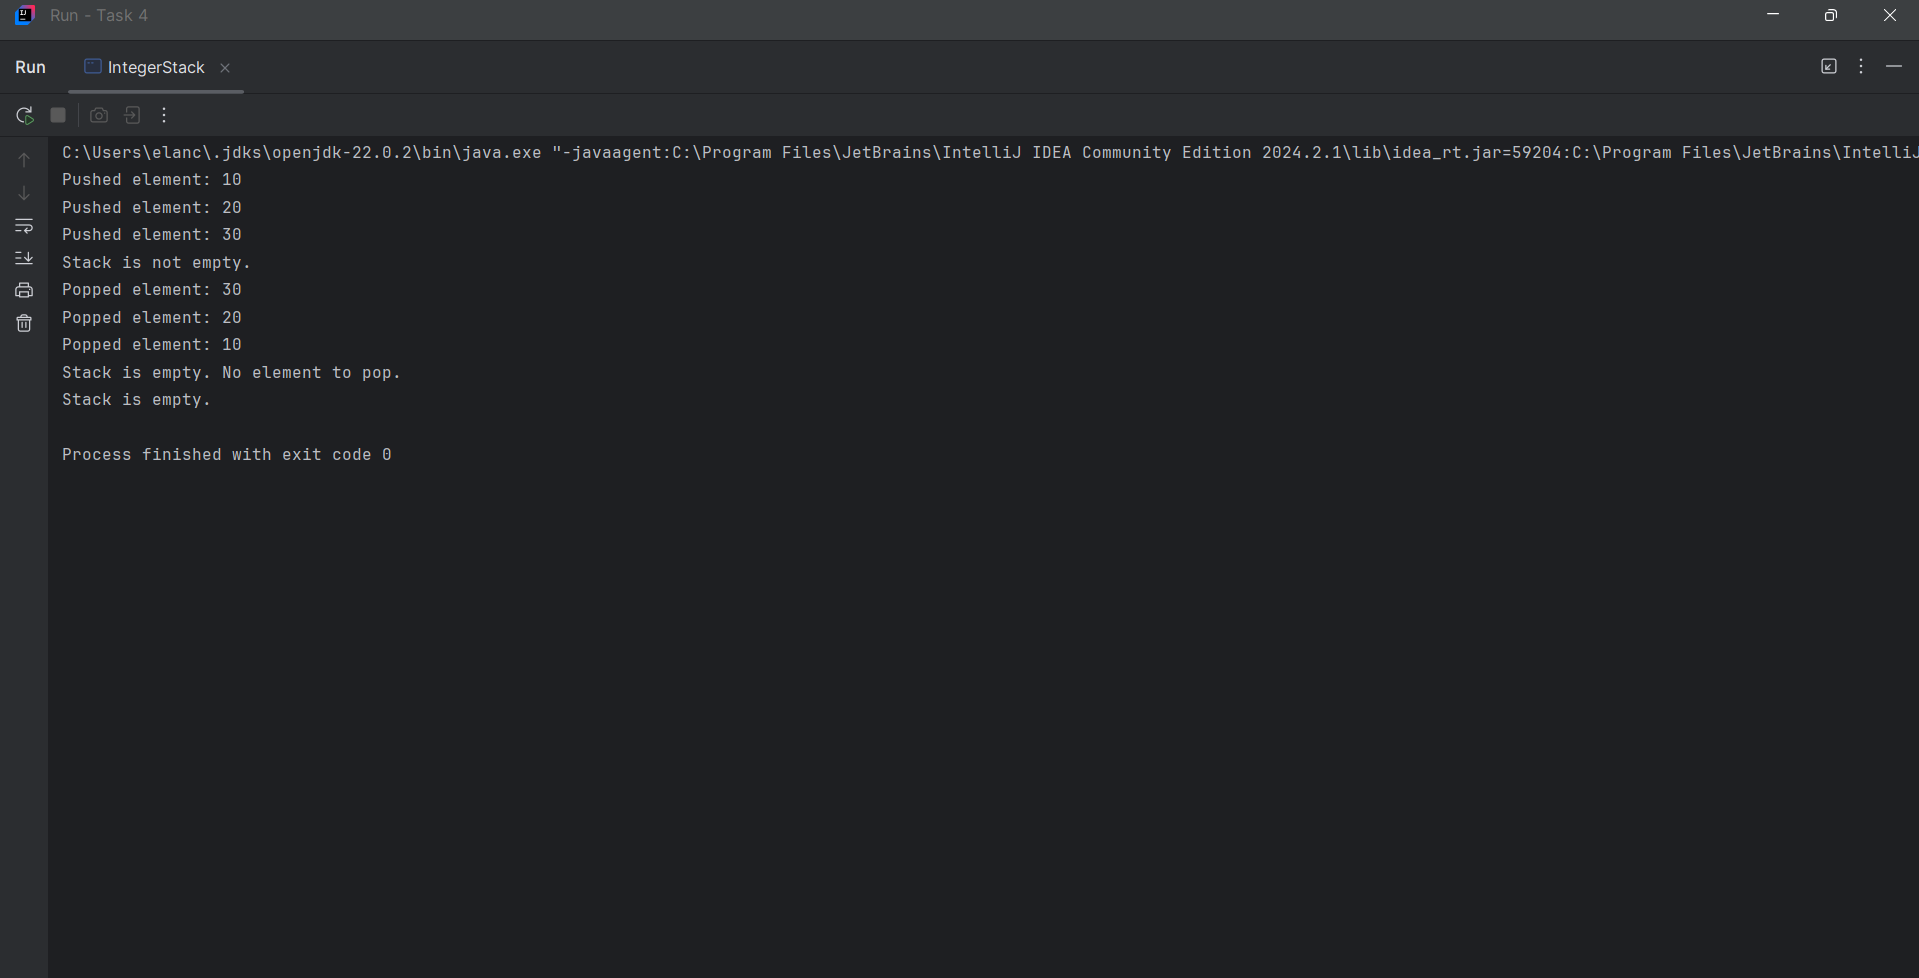 Run - Task 4
Run IntegerStack
C:\Users\elanc\.jdks\openjdk-22.0.2\bin\java.exe "-javaagent:C:\Program Files\JetBrains\IntelliJ IDEA Community Edition 2024.2.1\lib\idea_rt.jar=59204:C:\Program Files\JetBrains\IntelliJ
Pushed element: 10
Pushed element: 20
Pushed element: 30
Stack is not empty.
Popped element: 30
Popped element: 20
Popped element: 10
Stack is empty. No element to pop.
Stack is empty.
Process finished with exit code 0